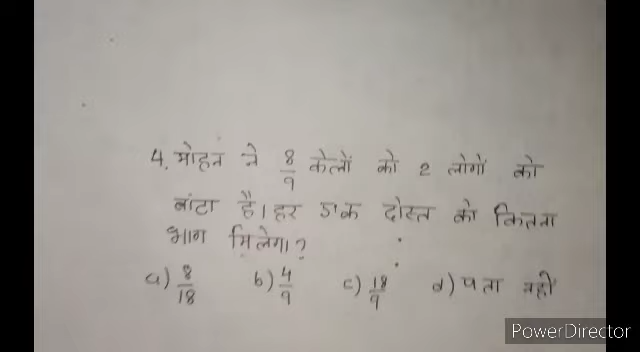 4. मोहन ने 8/9 केलों को 2 लोगों को
बांटा है। हर एक दोस्त को कितना
भाग मिलेगा?
a) 8/18 b) 4/9 c) 18/9 d) पता नहीं
PowerDirector